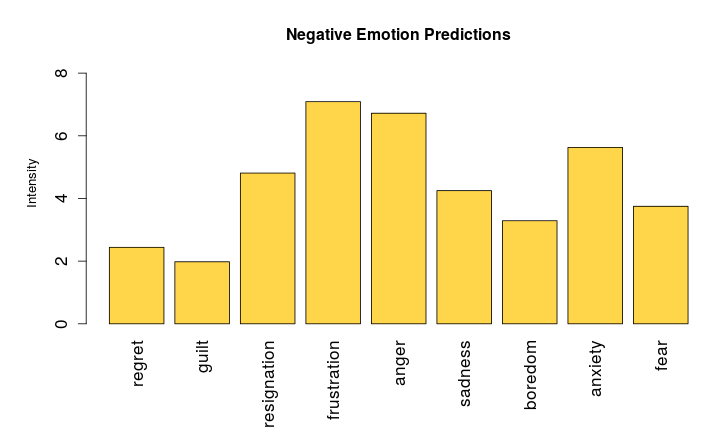 Negative Emotion Predictions
Intensity
8
6
4
2
0
regret
guilt
resignation
frustration
anger
sadness
boredom
anxiety
fear